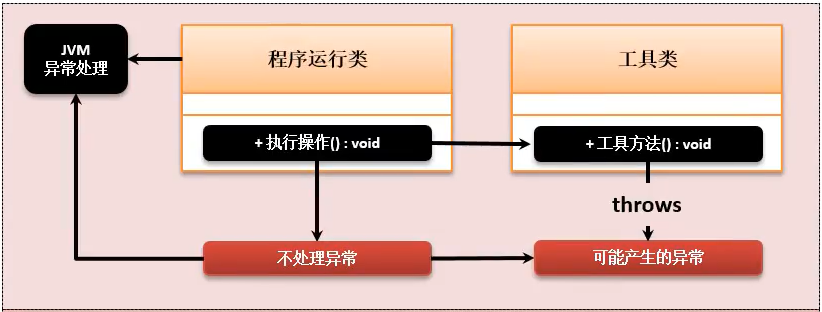 JVM
异常处理
程序运行类
工具类
+ 执行操作() : void
+ 工具方法() : void
throws
不处理异常
可能产生的异常